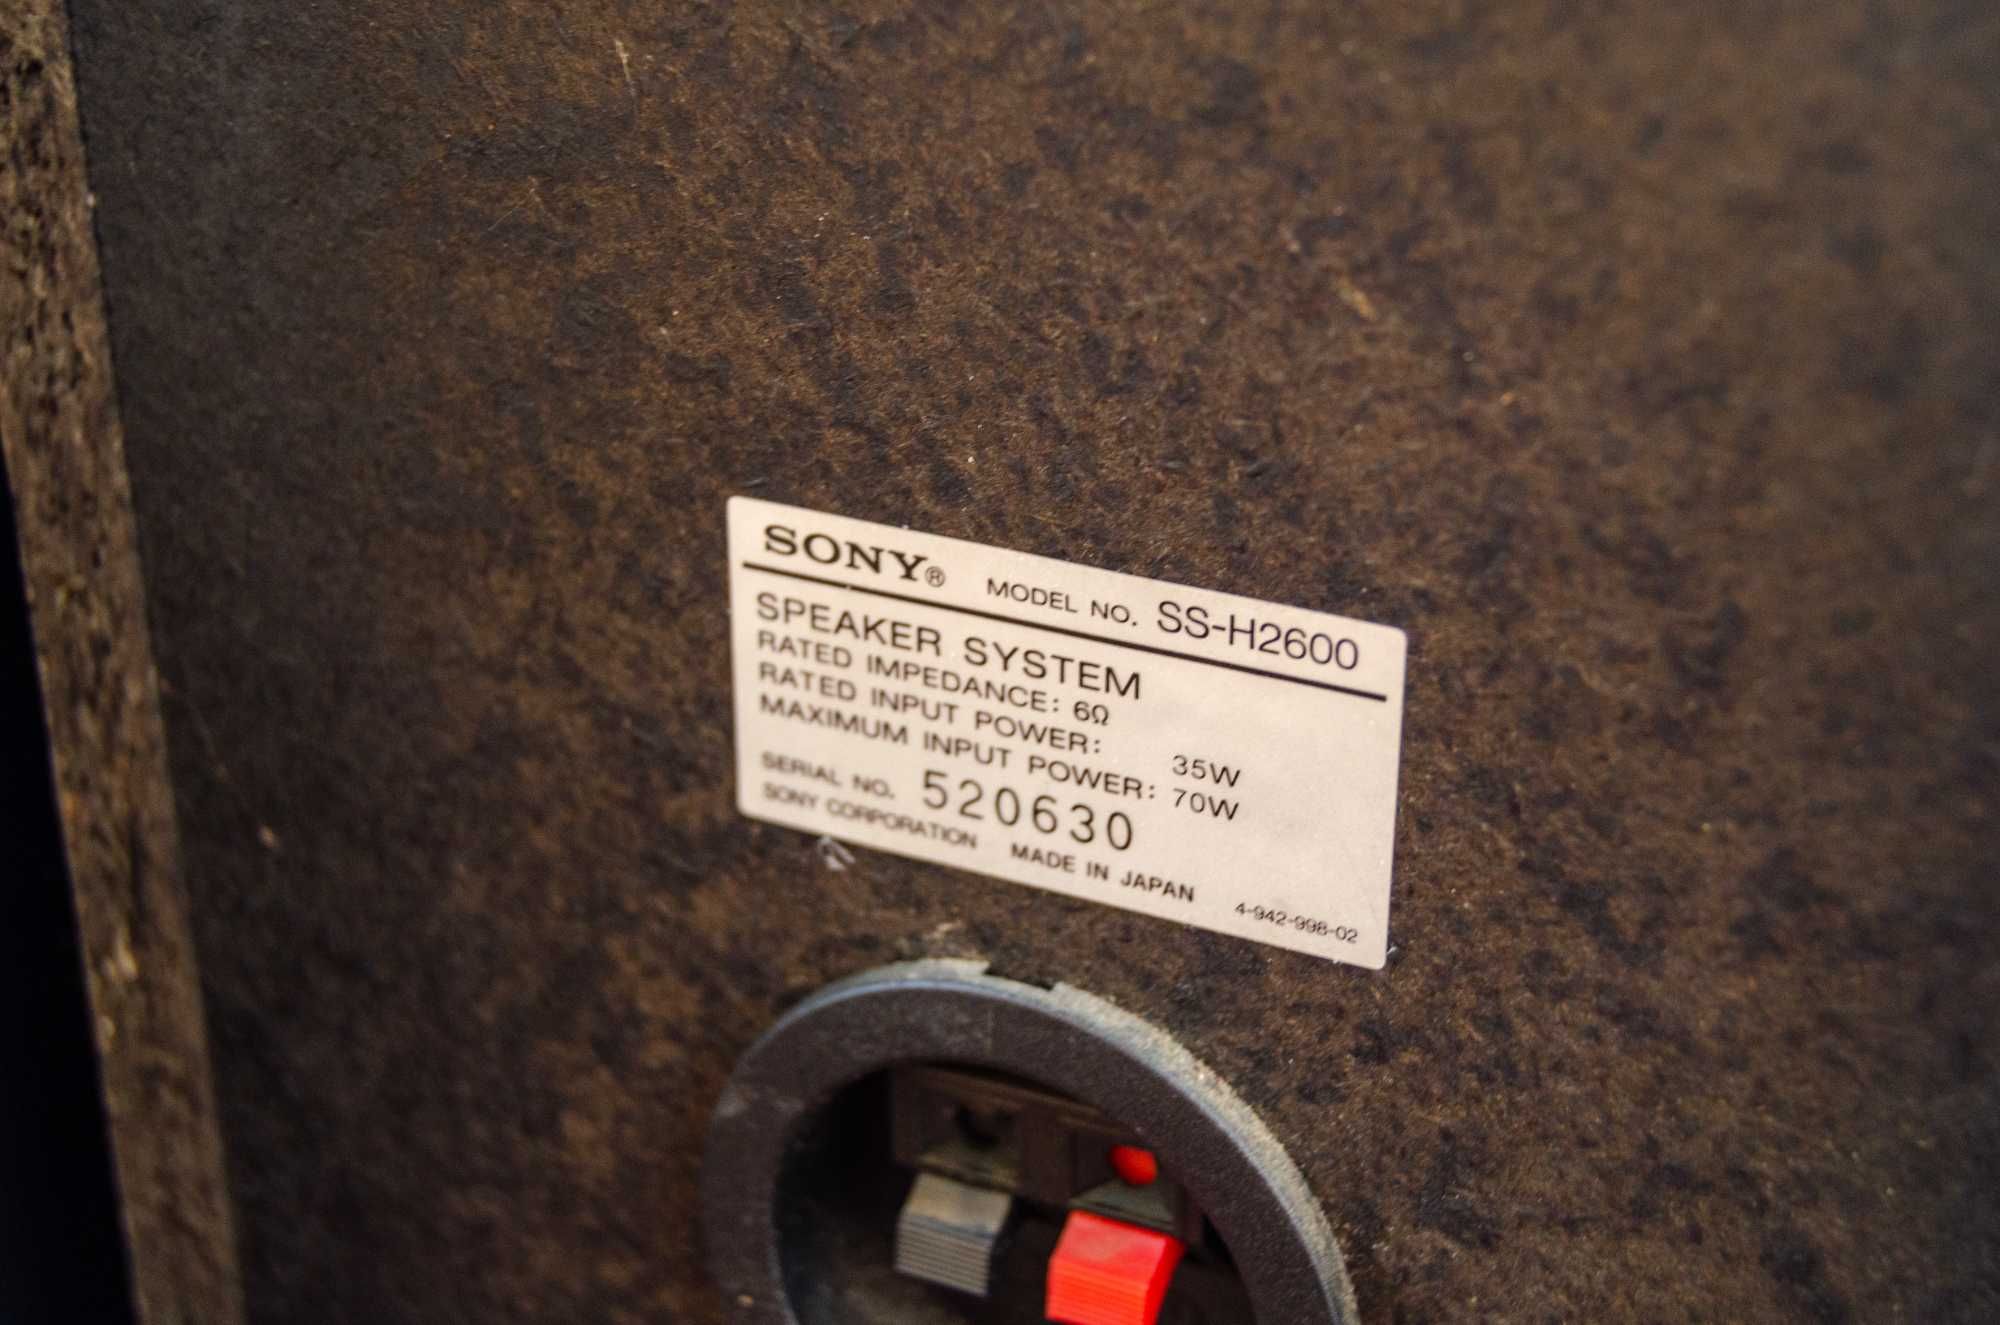 SONY® MODEL NO. SS-H2600
SPEAKER SYSTEM
RATED IMPEDANCE: 6Ω
RATED INPUT POWER: 35W
MAXIMUM INPUT POWER: 70W
SERIAL NO. 520630
SONY CORPORATION MADE IN JAPAN 4-942-998-02